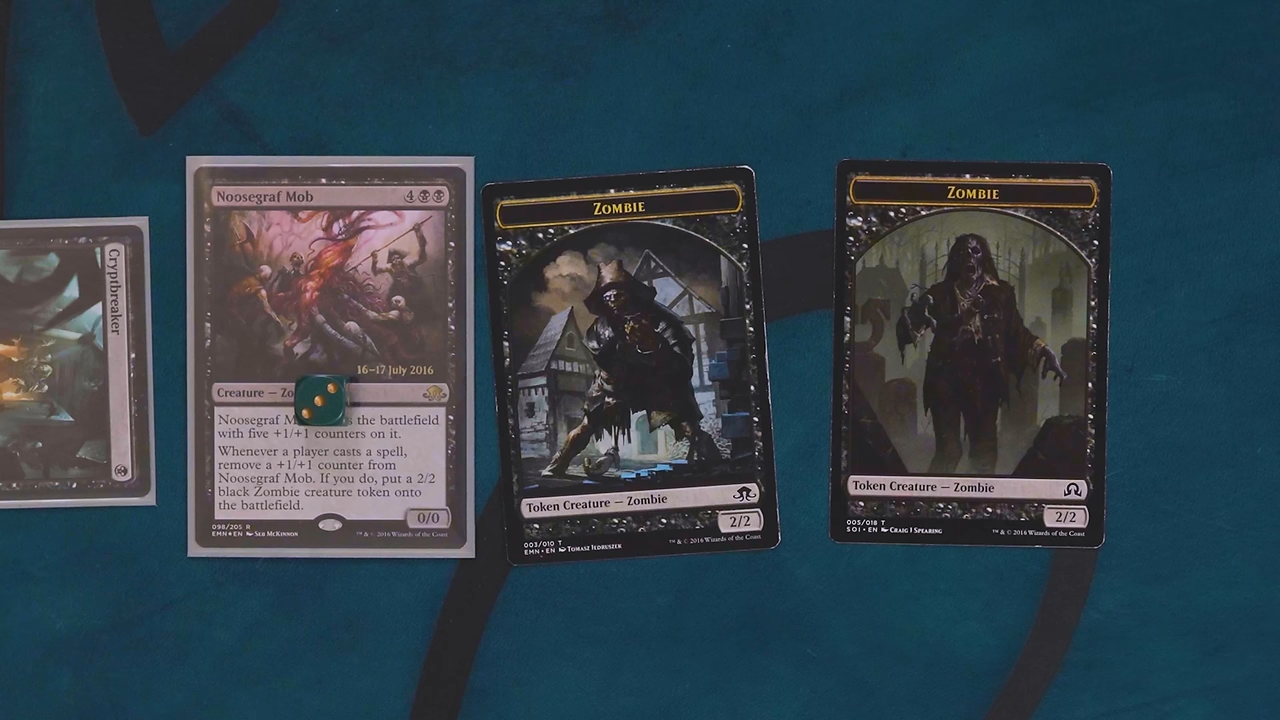 Cryptbreaker
Noosegraf Mob 4
16-17 July 2016
Creature — Zo
Noosegraf M s the battlefield
with five +1/+1 counters on it.
Whenever a player casts a spell,
remove a +1/+1 counter from
Noosegraf Mob. If you do, put a 2/2
black Zombie creature token onto
the battlefield.
0/0
098/205 R
EMN • EN Seb McKinnon
™ & © 2016 Wizards of the Coast
Zombie
Token Creature — Zombie
2/2
003/010 T
EMN • EN Tomasz Jedruszek
™ & © 2016 Wizards of the Coast
Zombie
Token Creature — Zombie
2/2
005/018 T
SOI • EN Craig J Spearing
™ & © 2016 Wizards of the Coast